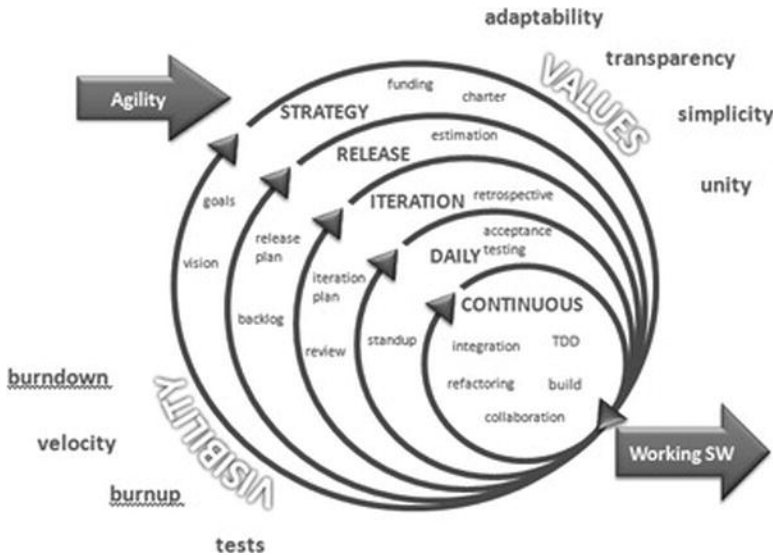 adaptability
transparency
simplicity
unity
VALUES
Agility
funding
charter
STRATEGY
estimation
RELEASE
goals
retrospective
ITERATION
release
plan
acceptance
testing
DAILY
vision
iteration
plan
CONTINUOUS
backlog
standup
review
integration
TDD
refactoring
build
collaboration
burndown
velocity
burnup
tests
VISIBILITY
Working SW